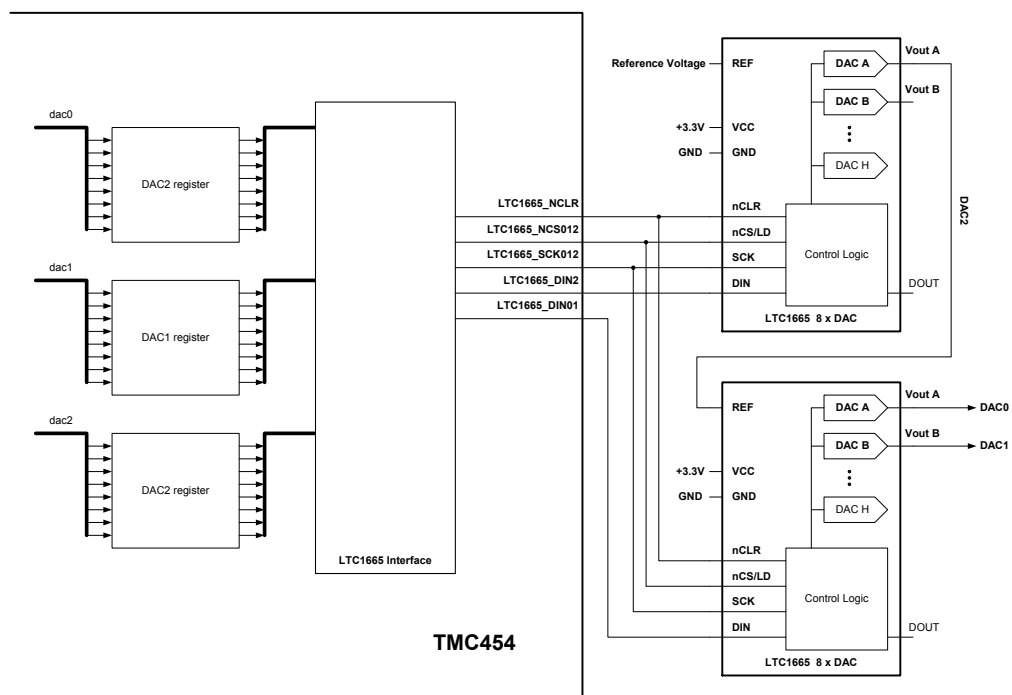 dac0
DAC2 register
dac1
DAC1 register
dac2
DAC2 register
LTC1665 Interface
LTC1665_NCLR
LTC1665_NCS012
LTC1665_SCK012
LTC1665_DIN2
LTC1665_DIN01
TMC454
Reference Voltage
REF
+3.3V
VCC
GND
GND
nCLR
nCS/LD
SCK
DIN
DAC A
DAC B
DAC H
Control Logic
Vout A
Vout B
DOUT
LTC1665 8 x DAC
DAC2
REF
+3.3V
VCC
GND
GND
nCLR
nCS/LD
SCK
DIN
DAC A
DAC B
DAC H
Control Logic
Vout A
DAC0
Vout B
DAC1
DOUT
LTC1665 8 x DAC